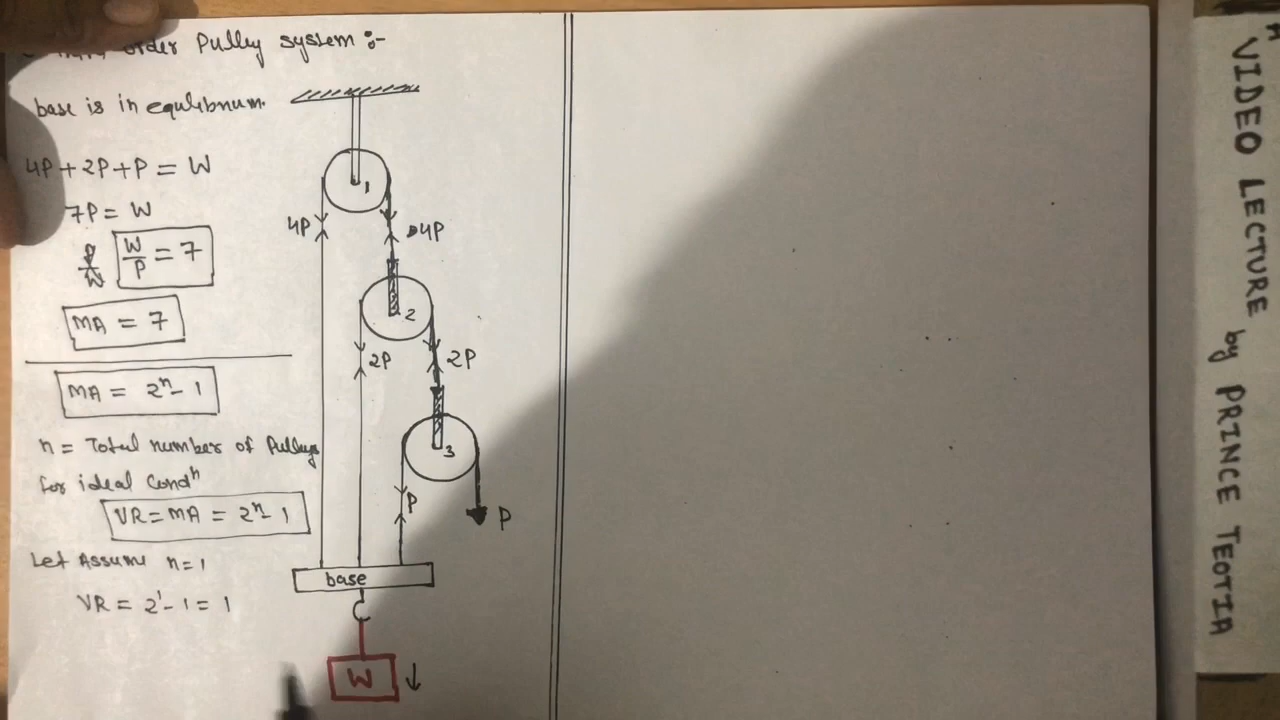 order Pulley system :-
base is in equlibrium.
4P + 2P + P = W
7P = W
P/W W/P = 7
MA = 7
MA = 2ⁿ - 1
n = Total number of Pulleys
for ideal Condⁿ
VR = MA = 2ⁿ - 1
Let Assume n = 1
VR = 2¹ - 1 = 1
1
4P 4P
2
2P 2P
3
P P
base
W
VIDEO LECTURE by PRINCE TEOTIA